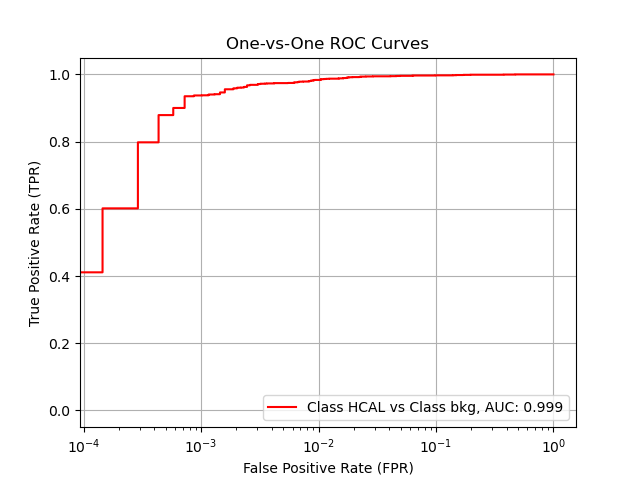 One-vs-One ROC Curves
True Positive Rate (TPR)
1.0
0.8
0.6
0.4
0.2
0.0
Class HCAL vs Class bkg, AUC: 0.999
10⁻⁴ 10⁻³ 10⁻² 10⁻¹ 10⁰
False Positive Rate (FPR)